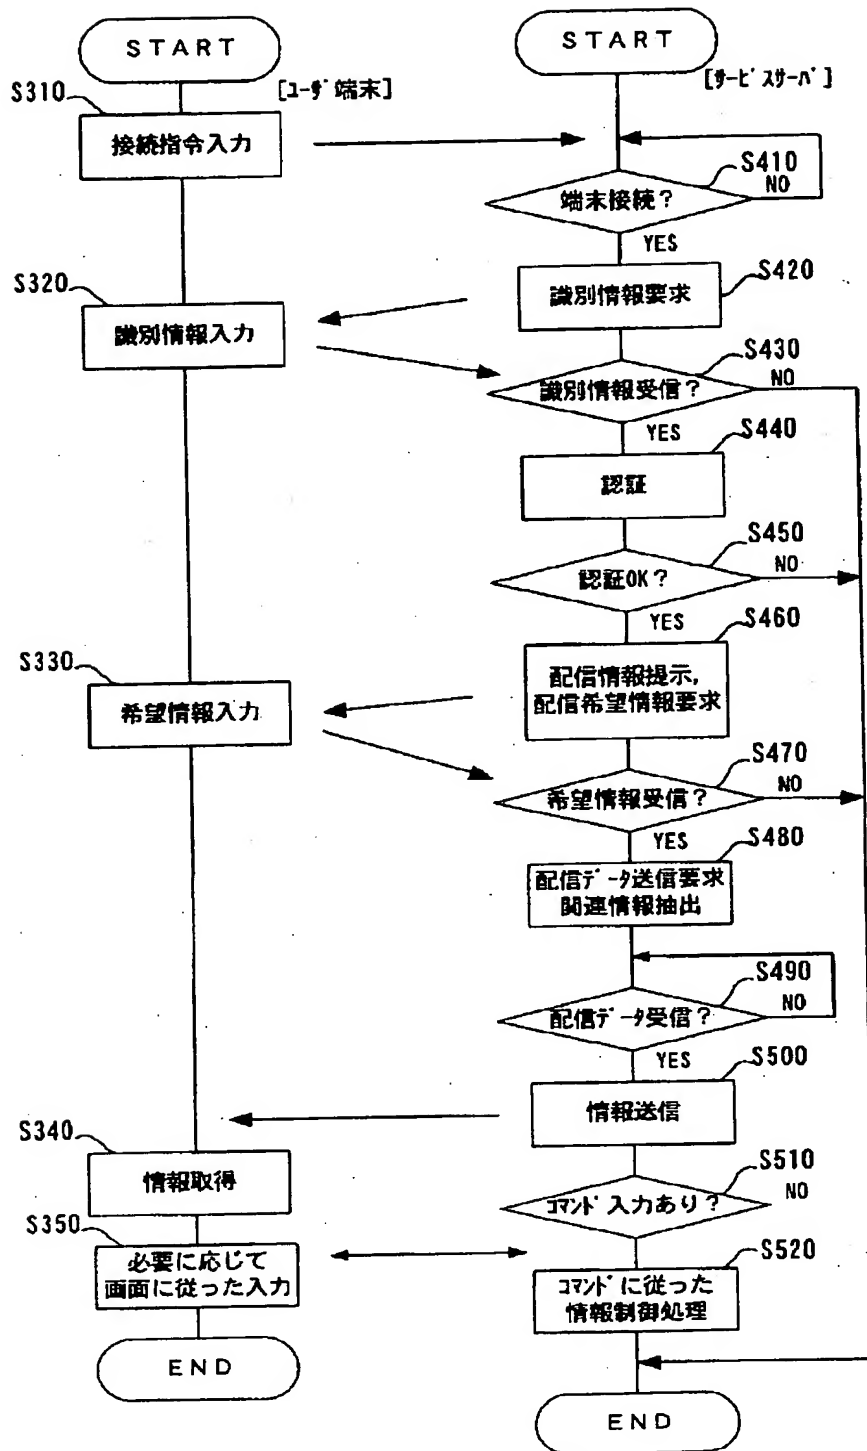 START
[ユーザ端末]
S310
接続指令入力
S320
識別情報入力
S330
希望情報入力
S340
情報取得
S350
必要に応じて
画面に従った入力
END
START
[サービスサーバ]
S410
端末接続?
NO
YES
S420
識別情報要求
S430
識別情報受信?
NO
YES
S440
認証
S450
認証OK?
NO
YES
S460
配信情報提示,
配信希望情報要求
S470
希望情報受信?
NO
YES
S480
配信データ送信要求
関連情報抽出
S490
配信データ受信?
NO
YES
S500
情報送信
S510
コマンド入力あり?
NO
S520
コマンドに従った
情報制御処理
END